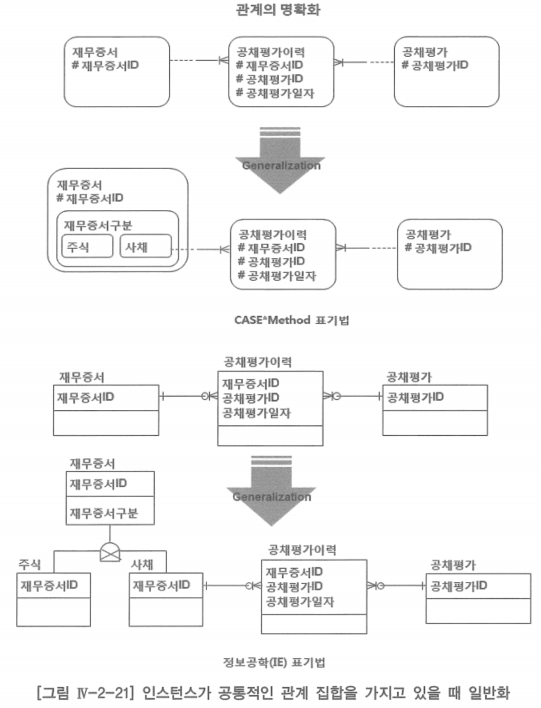 관계의 명확화
재무증서
# 재무증서ID
공채평가이력
# 재무증서ID
# 공채평가ID
# 공채평가일자
공채평가
# 공채평가ID
Generalization
재무증서
# 재무증서ID
재무증서구분
주식
사채
공채평가이력
# 재무증서ID
# 공채평가ID
# 공채평가일자
공채평가
# 공채평가ID
CASE*Method 표기법
재무증서
재무증서ID
공채평가이력
재무증서ID
공채평가ID
공채평가일자
공채평가
공채평가ID
Generalization
재무증서
재무증서ID
재무증서구분
주식
재무증서ID
사채
재무증서ID
공채평가이력
재무증서ID
공채평가ID
공채평가일자
공채평가
공채평가ID
정보공학(IE) 표기법
[그림 Ⅳ-2-21] 인스턴스가 공통적인 관계 집합을 가지고 있을 때 일반화